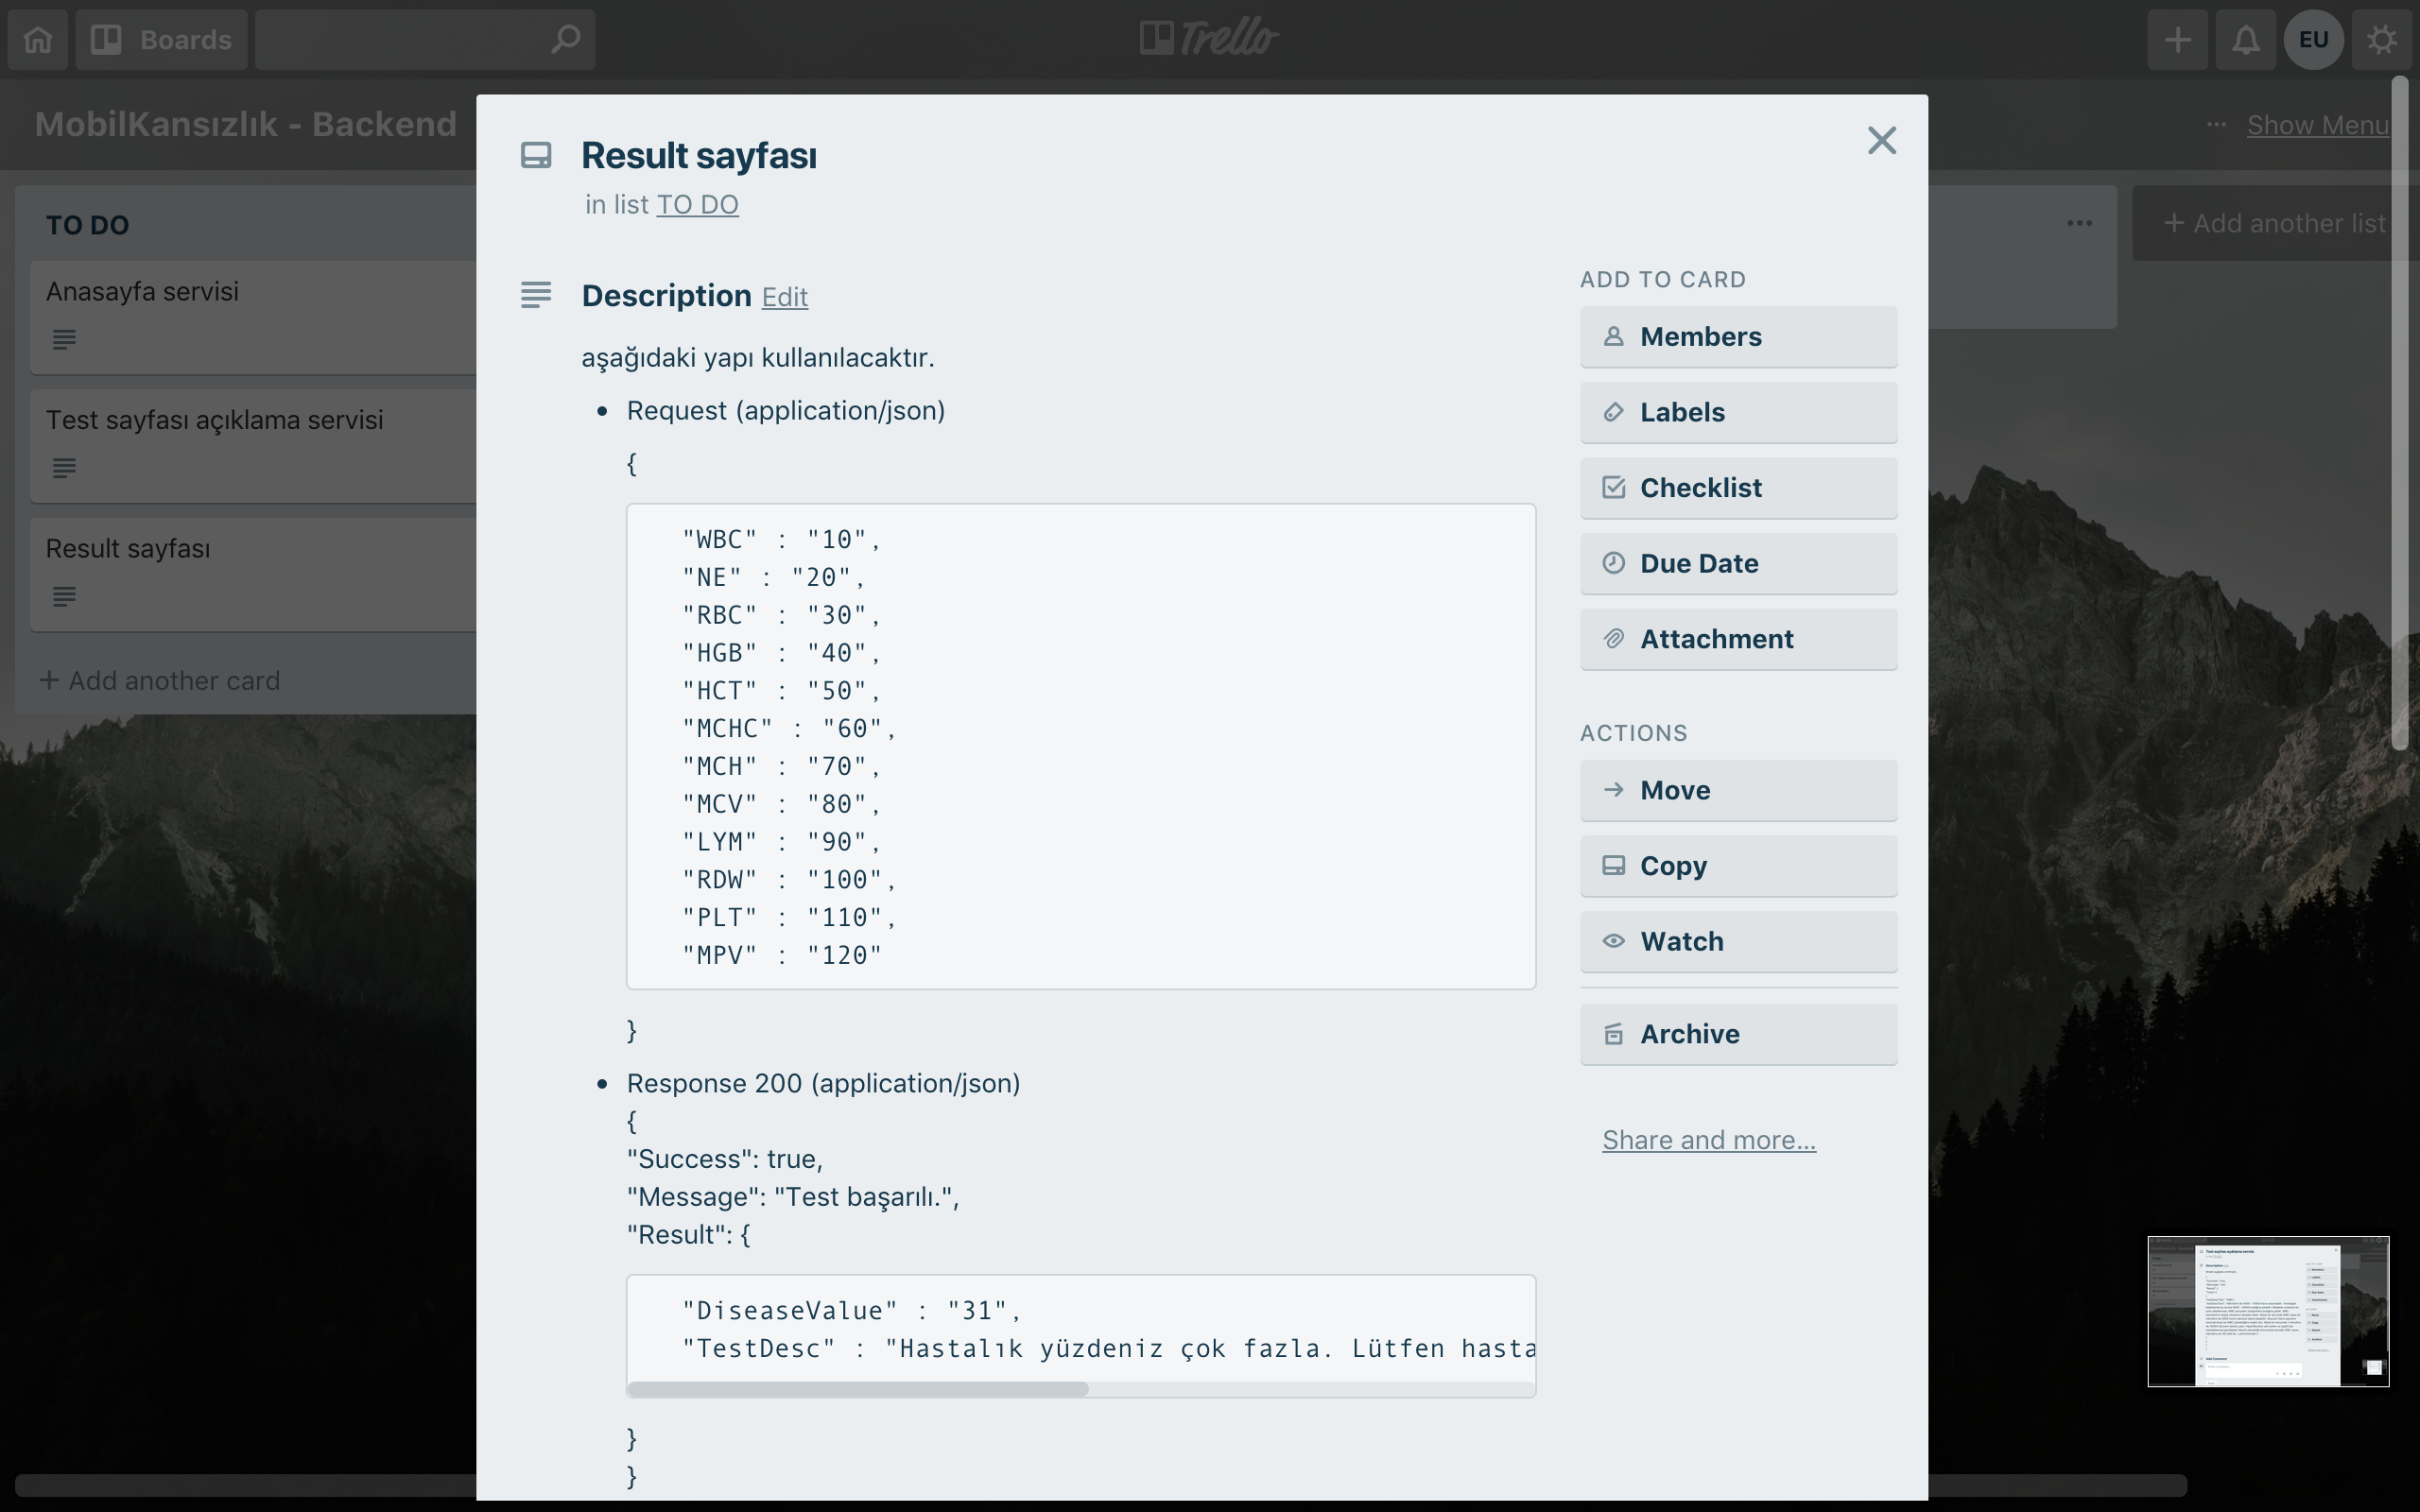 Boards
Trello
EU
MobilKansızlık - Backend
Show Menu
TO DO
Anasayfa servisi
Test sayfası açıklama servisi
Result sayfası
+ Add another card
+ Add another list
Result sayfası
in list TO DO
Description Edit
aşağıdaki yapı kullanılacaktır.
• Request (application/json)
{
"WBC" : "10",
"NE" : "20",
"RBC" : "30",
"HGB" : "40",
"HCT" : "50",
"MCHC" : "60",
"MCH" : "70",
"MCV" : "80",
"LYM" : "90",
"RDW" : "100",
"PLT" : "110",
"MPV" : "120"
}
• Response 200 (application/json)
{
"Success": true,
"Message": "Test başarılı.",
"Result": {
"DiseaseValue" : "31",
"TestDesc" : "Hastalık yüzdeniz çok fazla. Lütfen hasta
}
}
ADD TO CARD
Members
Labels
Checklist
Due Date
Attachment
ACTIONS
Move
Copy
Watch
Archive
Share and more...